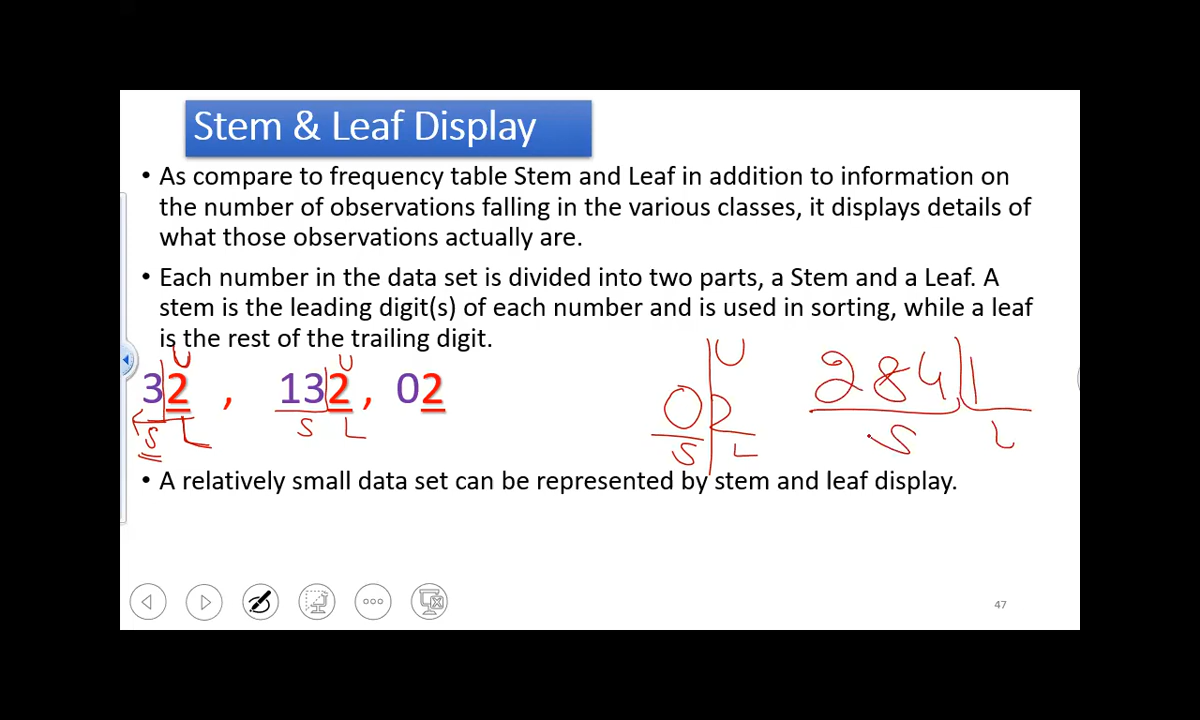 Stem & Leaf Display
• As compare to frequency table Stem and Leaf in addition to information on
the number of observations falling in the various classes, it displays details of
what those observations actually are.
• Each number in the data set is divided into two parts, a Stem and a Leaf. A
stem is the leading digit(s) of each number and is used in sorting, while a leaf
is the rest of the trailing digit.
U U U
32 , 132 , 02 0|2 284|1
S L S L S L S L
• A relatively small data set can be represented by stem and leaf display.
47